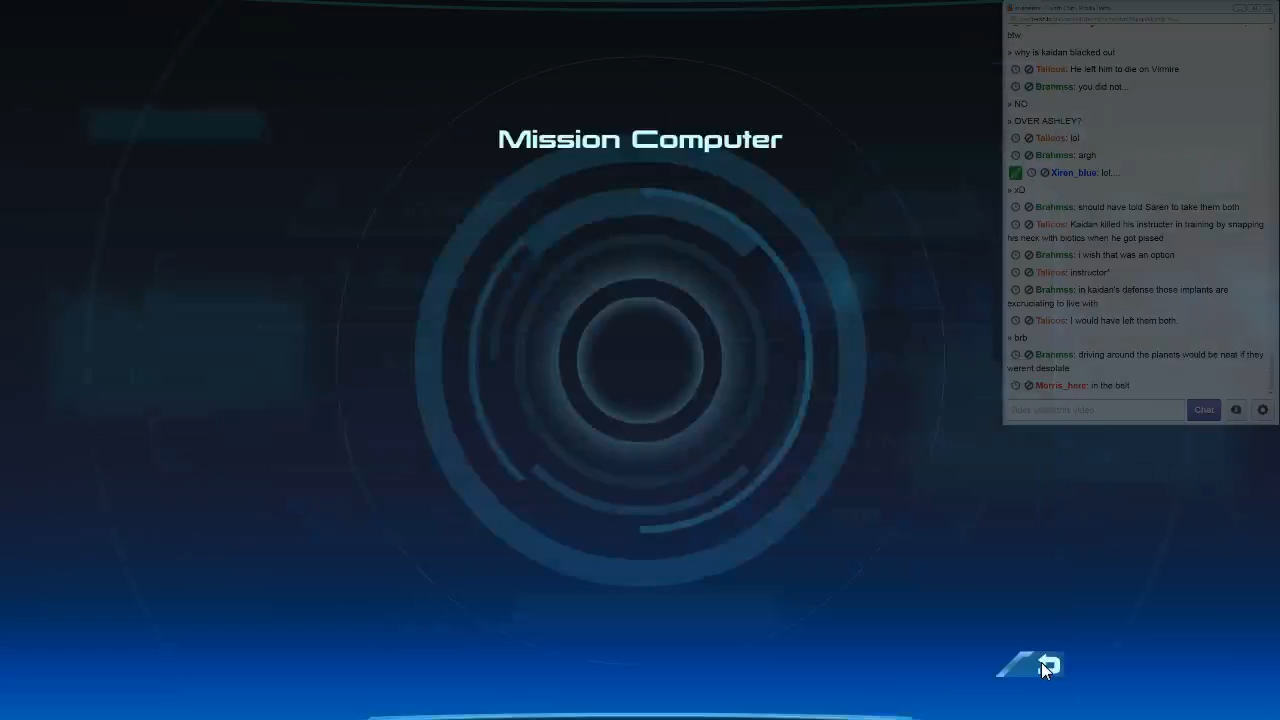 Mission Computer
btw
» why is kaidan blacked out
Talicos: He left him to die on Virmire
Brahmss: you did not...
» NO
» OVER ASHLEY?
Talicos: lol
Brahmss: argh
Xiren_blue: lol....
» xD
Brahmss: should have told Saren to take them both
Talicos: Kaidan killed his instructer in training by snapping
his neck with biotics when he got pissed
Brahmss: i wish that was an option
Talicos: instructor*
Brahmss: in kaidan's defense those implants are
excruciating to live with
Talicos: I would have left them both.
» brb
Brahmss: driving around the planets would be neat if they
werent desolate
Morris_here: in the belt
Chat